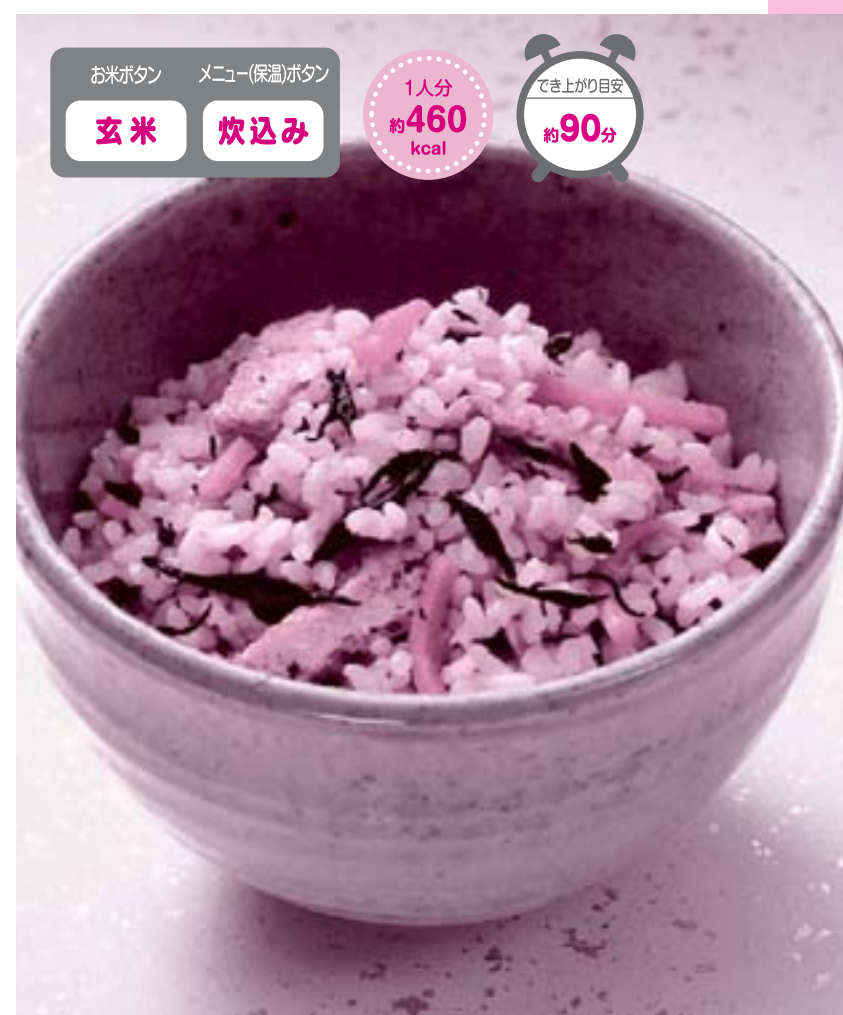 お米ボタン
メニュー(保温)ボタン
玄米
炊込み
1人分
約460
kcal
でき上がり目安
約90分